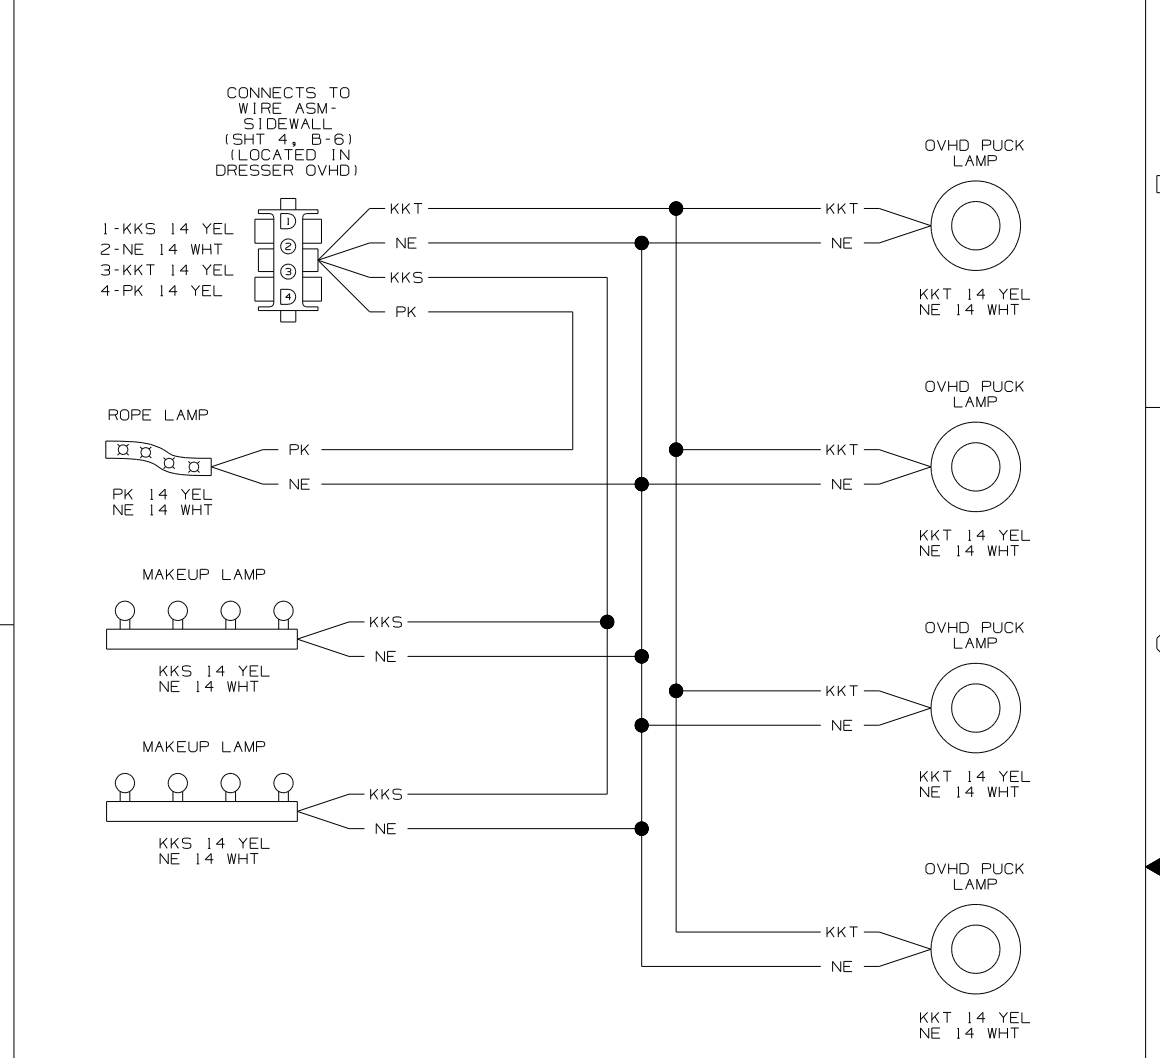 CONNECTS TO
WIRE ASM-
SIDEWALL
(SHT 4, B-6)
(LOCATED IN
DRESSER OVHD)
1-KKS 14 YEL
2-NE 14 WHT
3-KKT 14 YEL
4-PK 14 YEL
1
2
3
4
KKT
NE
KKS
PK
KKT
NE
OVHD PUCK
LAMP
KKT 14 YEL
NE 14 WHT
ROPE LAMP
PK 14 YEL
NE 14 WHT
PK
NE
KKT
NE
OVHD PUCK
LAMP
KKT 14 YEL
NE 14 WHT
MAKEUP LAMP
KKS 14 YEL
NE 14 WHT
KKS
NE
KKT
NE
OVHD PUCK
LAMP
KKT 14 YEL
NE 14 WHT
MAKEUP LAMP
KKS 14 YEL
NE 14 WHT
KKS
NE
KKT
NE
OVHD PUCK
LAMP
KKT 14 YEL
NE 14 WHT